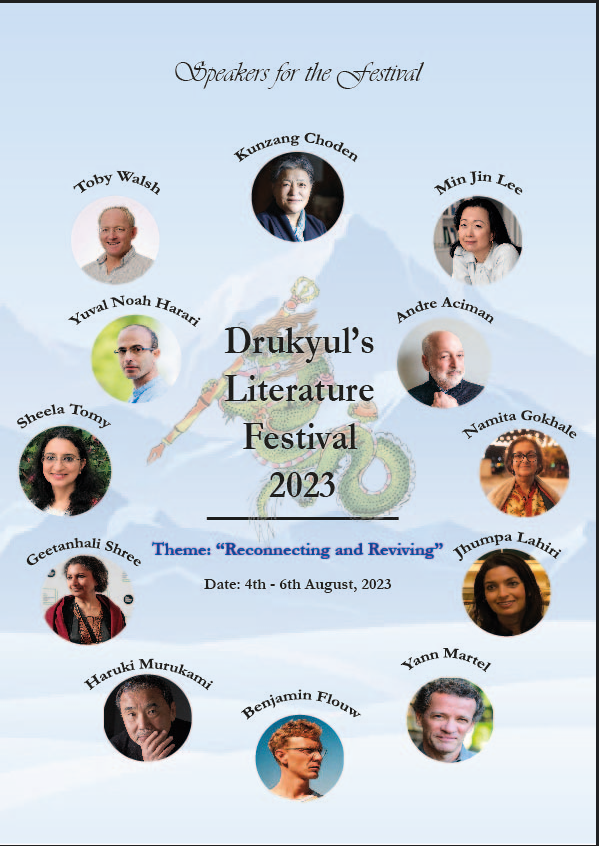 Speakers for the Festival
Kunzang Choden
Toby Walsh
Min Jin Lee
Yuval Noah Harari
Andre Aciman
Drukyul's
Literature
Festival
2023
Sheela Tomy
Namita Gokhale
Theme: “Reconnecting and Reviving”
Geetanhali Shree
Jhumpa Lahiri
Date: 4th - 6th August, 2023
Haruki Murukami
Yann Martel
Benjamin Flouw